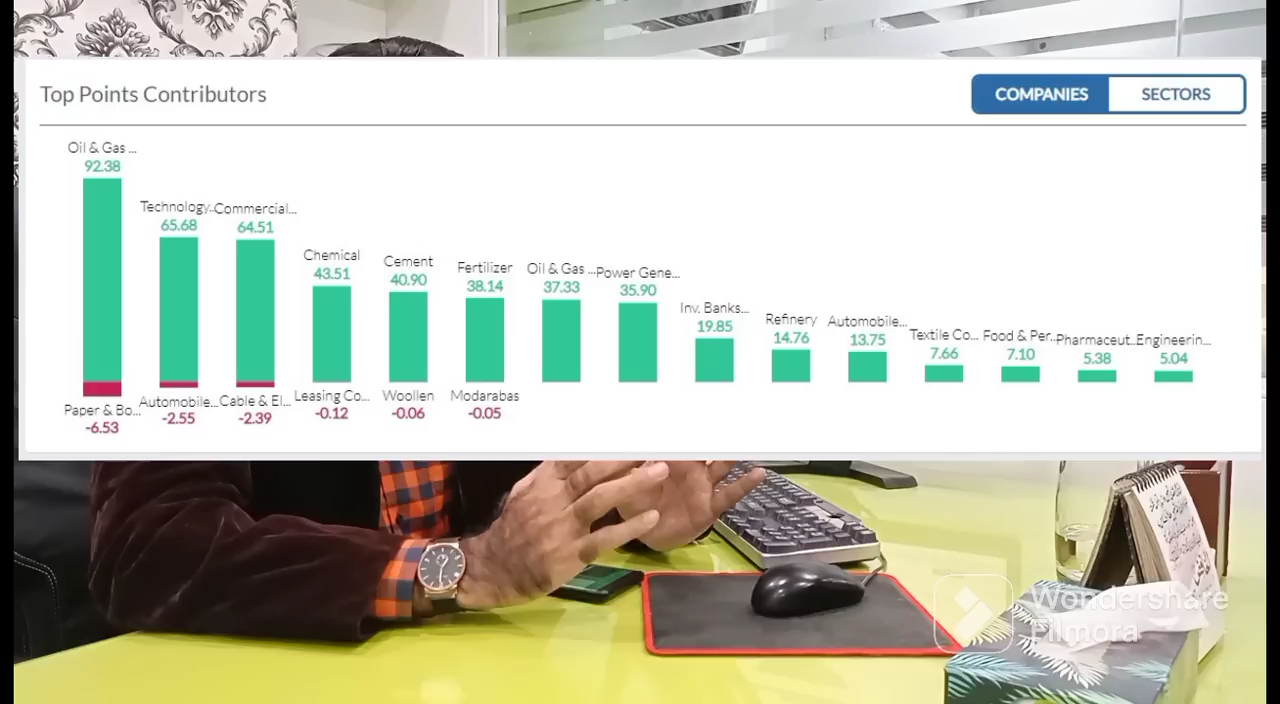 Top Points Contributors
COMPANIES SECTORS
Oil & Gas ...
92.38
Technology...
65.68
Commercial...
64.51
Chemical
43.51
Cement
40.90
Fertilizer
38.14
Oil & Gas ...
37.33
Power Gene...
35.90
Inv. Banks...
19.85
Refinery
14.76
Automobile...
13.75
Textile Co...
7.66
Food & Per...
7.10
Pharmaceut...
5.38
Engineerin...
5.04
Paper & Bo...
-6.53
Automobile...
-2.55
Cable & El...
-2.39
Leasing Co...
-0.12
Woollen
-0.06
Modarabas
-0.05
Wondershare
Filmora